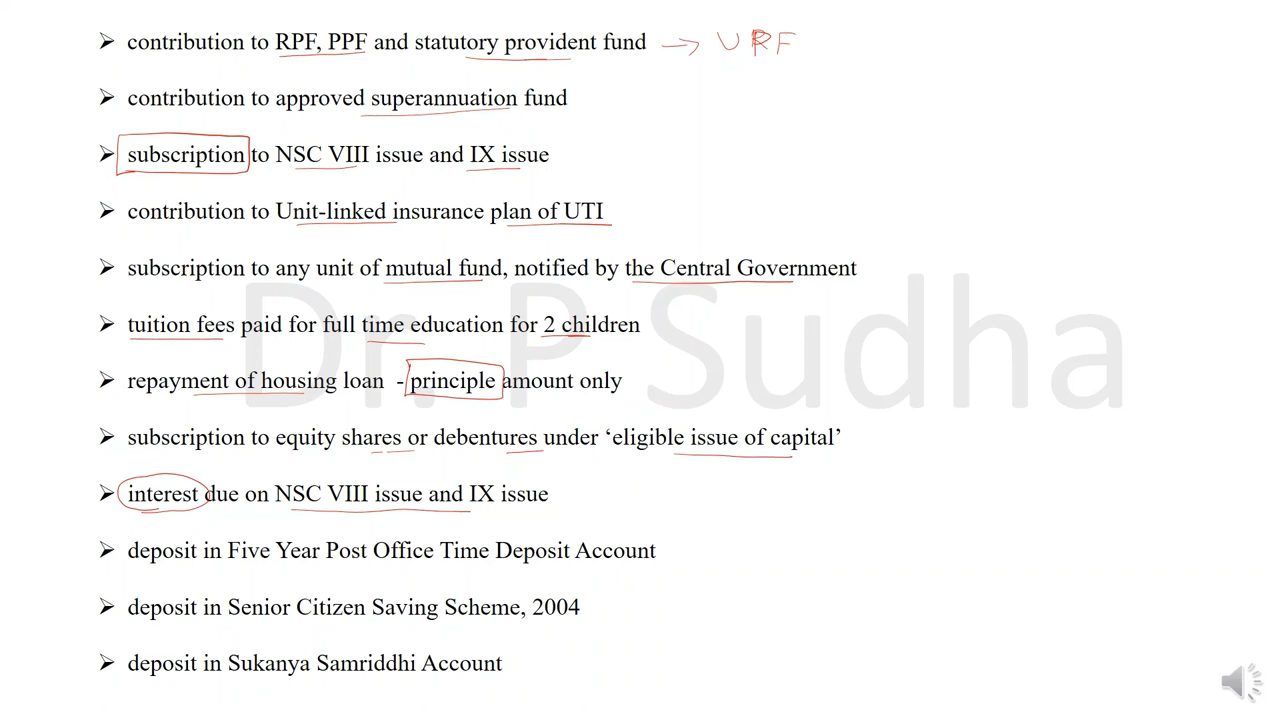 ➢ contribution to RPF, PPF and statutory provident fund → URF
➢ contribution to approved superannuation fund
➢ subscription to NSC VIII issue and IX issue
➢ contribution to Unit-linked insurance plan of UTI
➢ subscription to any unit of mutual fund, notified by the Central Government
➢ tuition fees paid for full time education for 2 children
➢ repayment of housing loan - principle amount only
➢ subscription to equity shares or debentures under ‘eligible issue of capital’
➢ interest due on NSC VIII issue and IX issue
➢ deposit in Five Year Post Office Time Deposit Account
➢ deposit in Senior Citizen Saving Scheme, 2004
➢ deposit in Sukanya Samriddhi Account
Dr. P Sudha